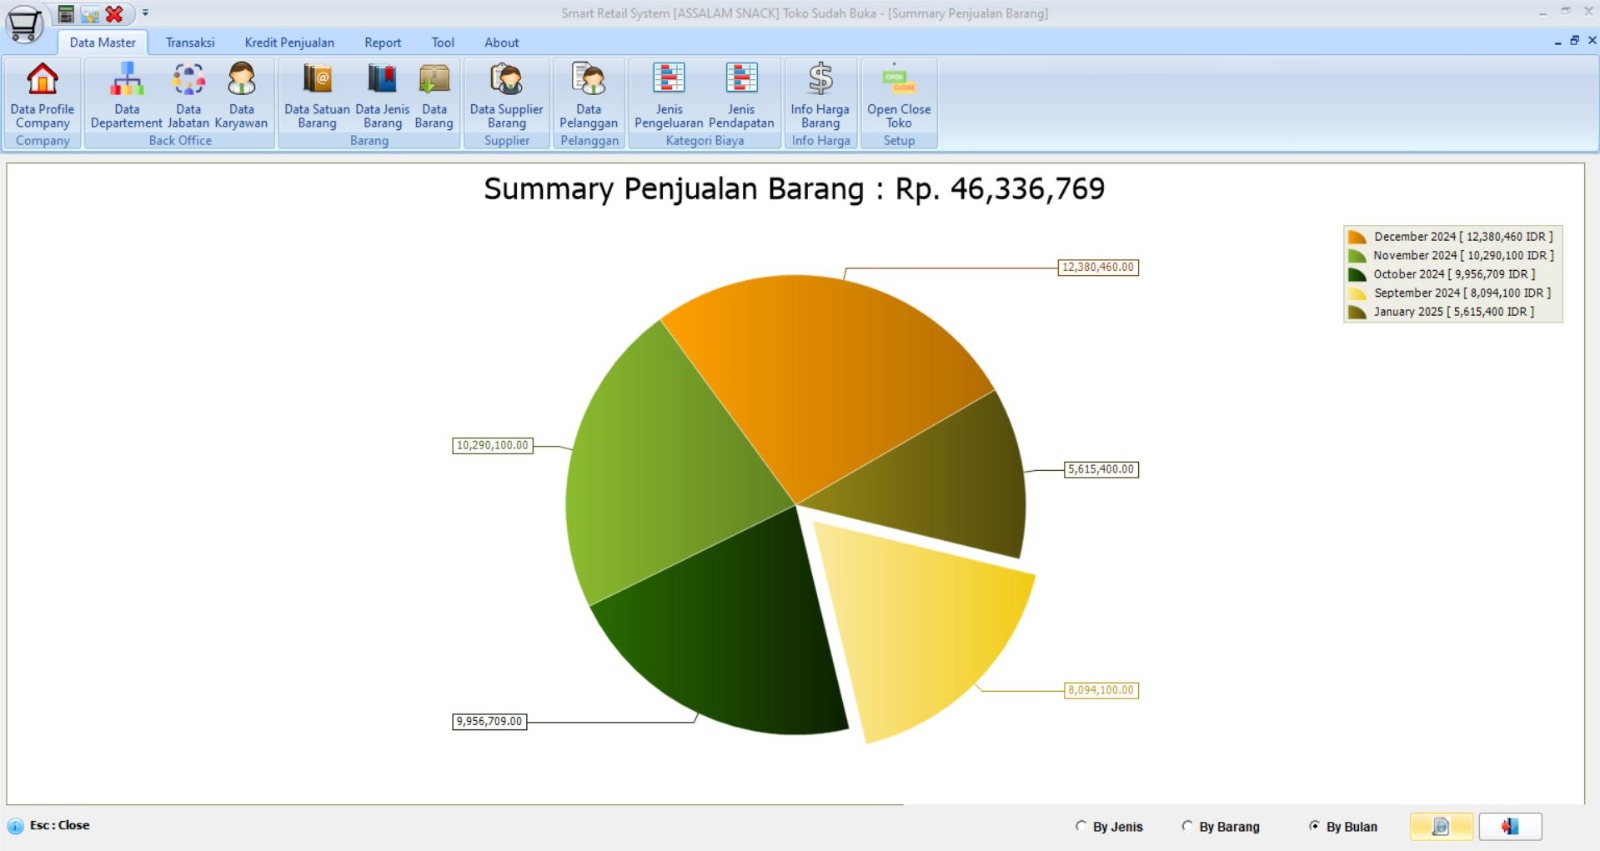 Smart Retail System [ASSALAM SNACK] Toko Sudah Buka - [Summary Penjualan Barang]
Data Master Transaksi Kredit Penjualan Report Tool About
Data Profile Company
Data Departement
Data Jabatan
Data Karyawan
Data Satuan Barang
Data Jenis Barang
Data Barang
Data Supplier Barang
Data Pelanggan
Jenis Pengeluaran
Jenis Pendapatan
Info Harga Barang
OPEN
CLOSE
Open Close Toko
Company Back Office Barang Supplier Pelanggan Kategori Biaya Info Harga Setup
Summary Penjualan Barang : Rp. 46,336,769
December 2024 [ 12,380,460 IDR ]
November 2024 [ 10,290,100 IDR ]
October 2024 [ 9,956,709 IDR ]
September 2024 [ 8,094,100 IDR ]
January 2025 [ 5,615,400 IDR ]
12,380,460.00
10,290,100.00
5,615,400.00
8,094,100.00
9,956,709.00
Esc : Close
By Jenis By Barang By Bulan